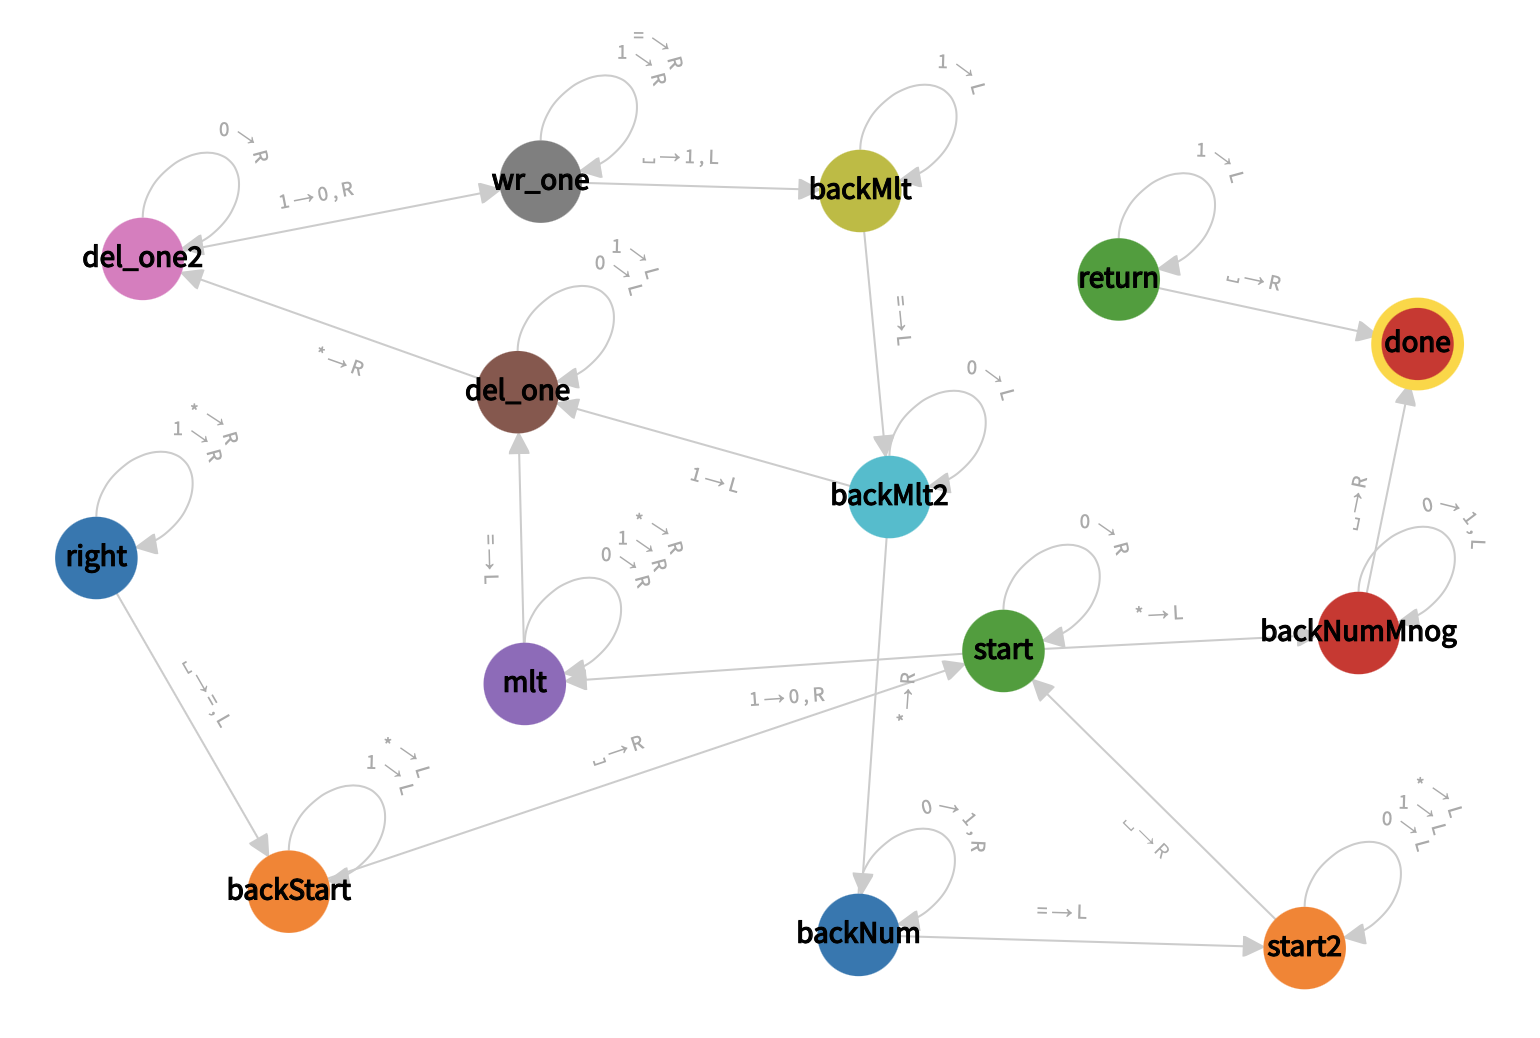 =→R
1→R
1→L
0→R
␣→1,L
1→L
wr_one
backMlt
1→0,R
del_one2
1→L
0→L
return
␣→R
=→L
done
*→R
del_one
0→L
*→R
1→R
1→L
backMlt2
␣→R
0→1,L
*→R
1→R
0→R
0→R
=→L
right
*→L
start
backNumMnog
mlt
1→0,R
*→R
␣→=,L
␣→R
*→L
1→L
*→L
1→L
0→L
0→1,R
␣→R
backStart
=→L
backNum
start2